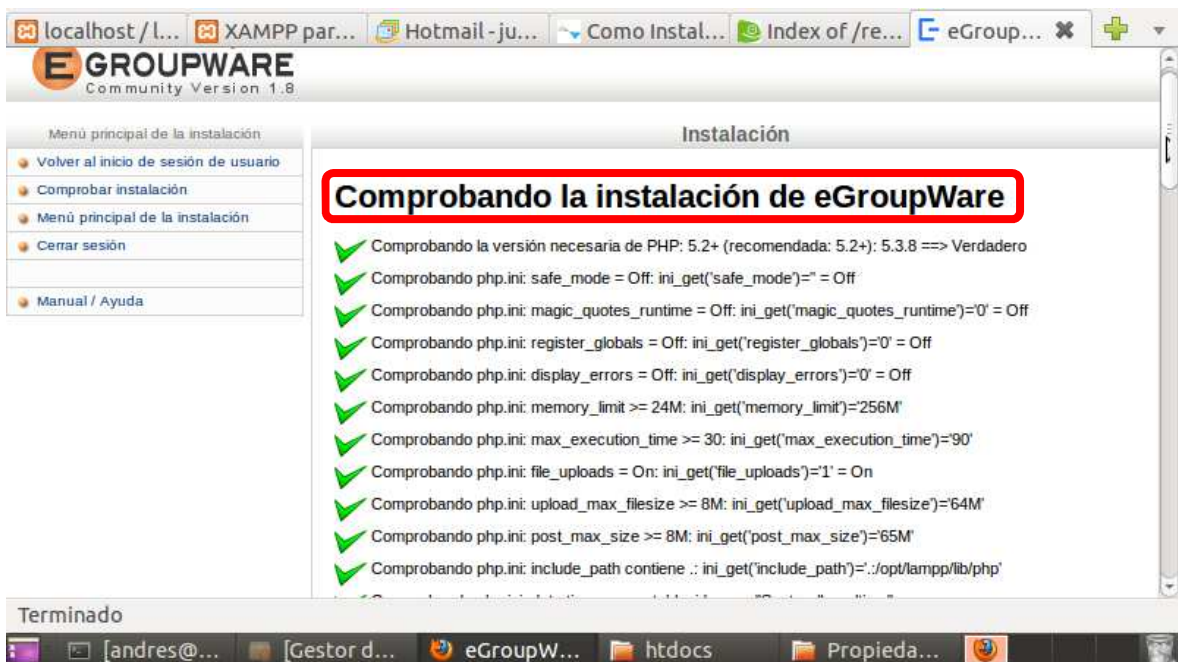 localhost / l...
XAMPP par...
Hotmail - ju...
Como Instal...
Index of /re...
eGroup...
EGROUPWARE
Community Version 1.8
Menú principal de la instalación
Instalación
Volver al inicio de sesión de usuario
Comprobar instalación
Menú principal de la instalación
Cerrar sesión
Manual / Ayuda
Comprobando la instalación de eGroupWare
Comprobando la versión necesaria de PHP: 5.2+ (recomendada: 5.2+): 5.3.8 ==> Verdadero
Comprobando php.ini: safe_mode = Off: ini_get('safe_mode')='' = Off
Comprobando php.ini: magic_quotes_runtime = Off: ini_get('magic_quotes_runtime')='0' = Off
Comprobando php.ini: register_globals = Off: ini_get('register_globals')='0' = Off
Comprobando php.ini: display_errors = Off: ini_get('display_errors')='0' = Off
Comprobando php.ini: memory_limit >= 24M: ini_get('memory_limit')='256M'
Comprobando php.ini: max_execution_time >= 30: ini_get('max_execution_time')='90'
Comprobando php.ini: file_uploads = On: ini_get('file_uploads')='1' = On
Comprobando php.ini: upload_max_filesize >= 8M: ini_get('upload_max_filesize')='64M'
Comprobando php.ini: post_max_size >= 8M: ini_get('post_max_size')='65M'
Comprobando php.ini: include_path contiene .: ini_get('include_path')='.:/opt/lampp/lib/php'
Terminado
[andres@...
[Gestor d...
eGroupW...
htdocs
Propieda...